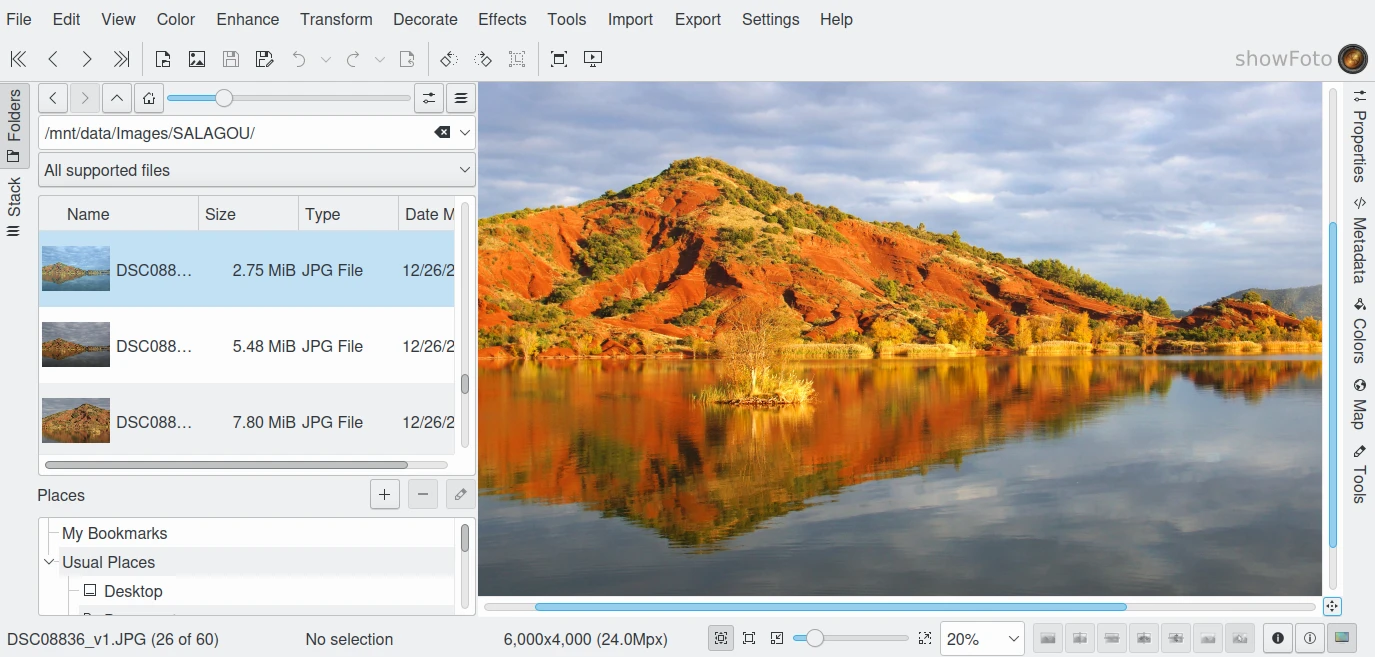 File Edit View Color Enhance Transform Decorate Effects Tools Import Export Settings Help
showFoto
Folders
Stack
/mnt/data/Images/SALAGOU/
All supported files
Name Size Type Date M
DSC088... 2.75 MiB JPG File 12/26/2
DSC088... 5.48 MiB JPG File 12/26/2
DSC088... 7.80 MiB JPG File 12/26/2
Places
My Bookmarks
Usual Places
Desktop
Properties
Metadata
Colors
Map
Tools
DSC08836_v1.JPG (26 of 60) No selection 6,000x4,000 (24.0Mpx) 20%